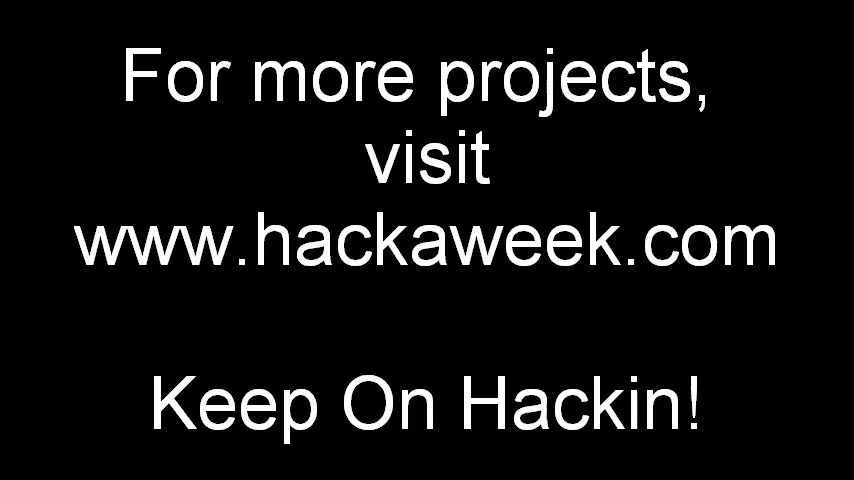 For more projects,
visit
www.hackaweek.com
Keep On Hackin!